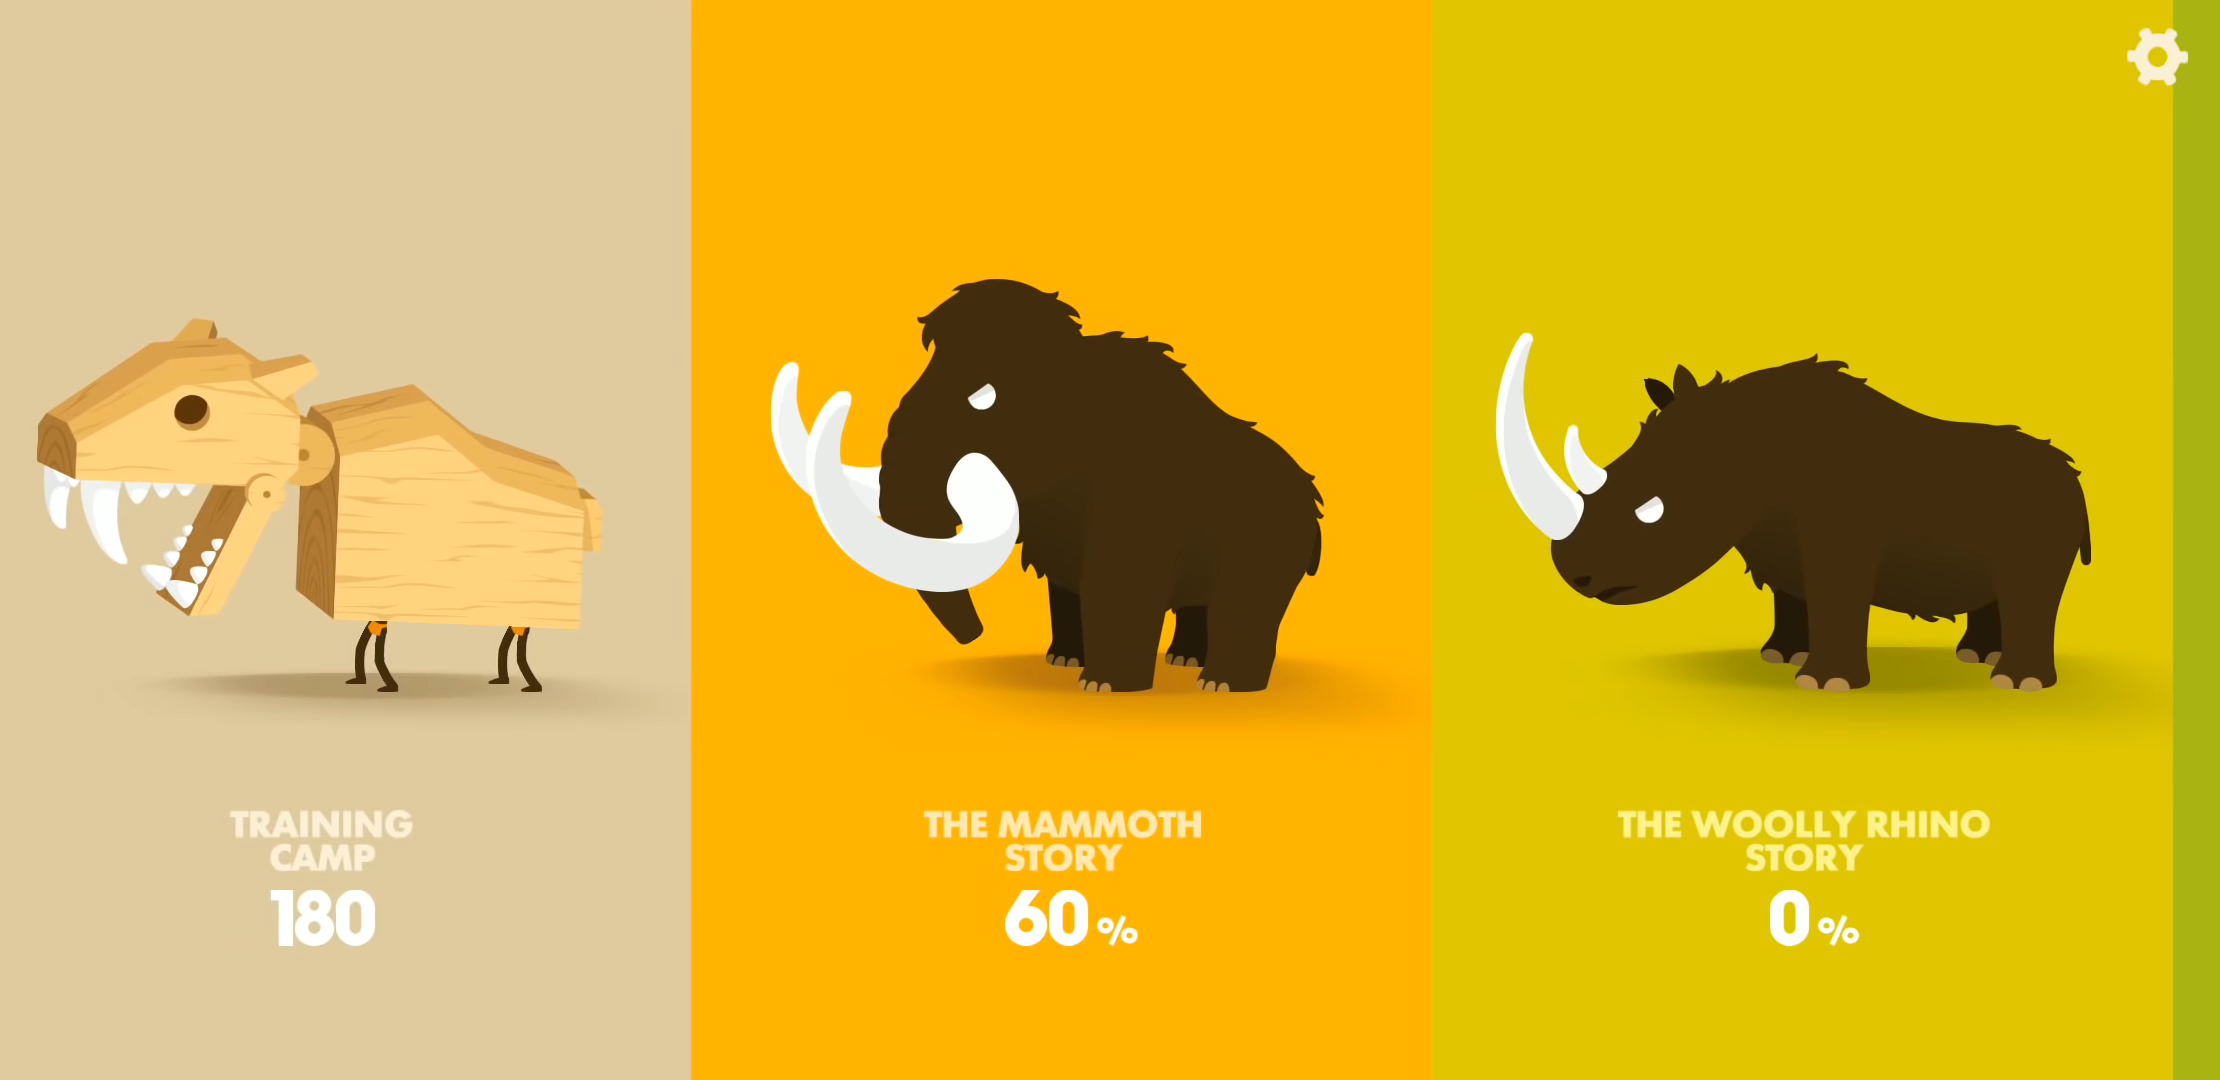 TRAINING
CAMP
180
THE MAMMOTH
STORY
60 %
THE WOOLLY RHINO
STORY
0 %